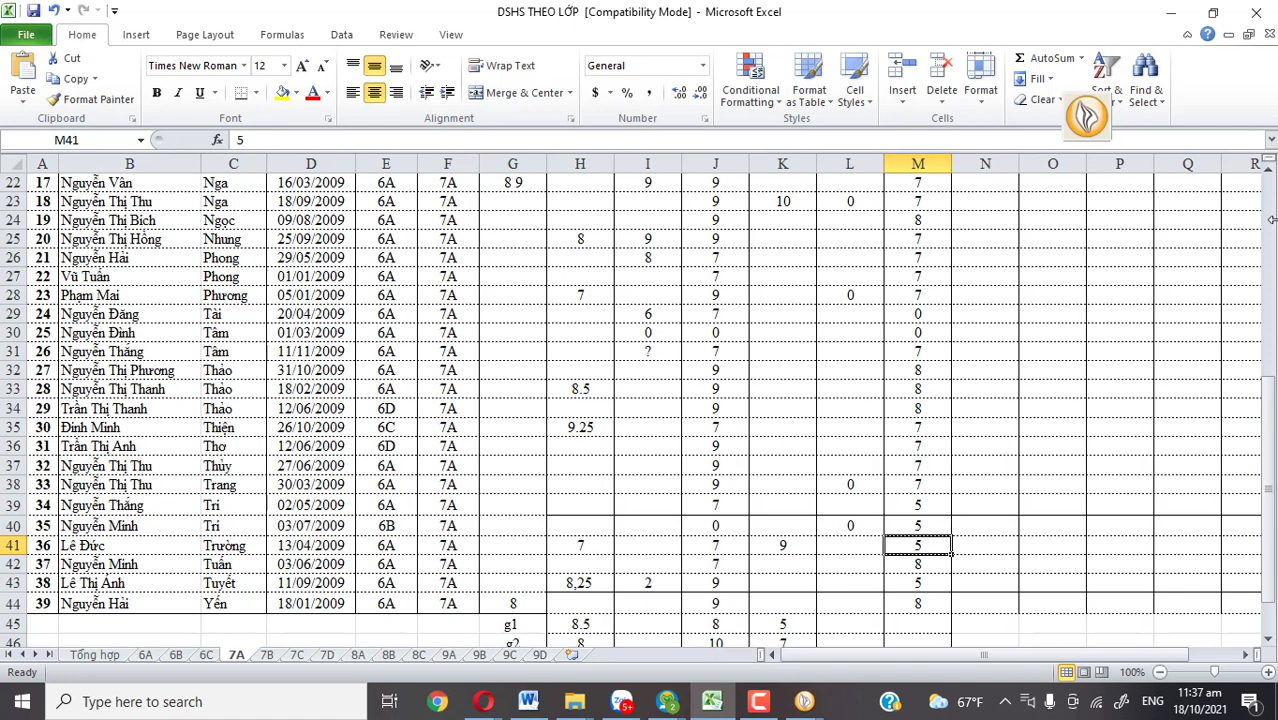 DSHS THEO LỚP [Compatibility Mode] - Microsoft Excel
File Home Insert Page Layout Formulas Data Review View
Paste Cut Copy Format Painter Clipboard
Times New Roman 12 B I U A Font
Wrap Text Merge & Center Alignment
General $ % , Number
Conditional Formatting Format as Table Cell Styles Styles
Insert Delete Format Cells
Σ AutoSum Fill Clear Sort & Filter Find & Select
M41 fx 5
A B C D E F G H I J K L M N O P Q R
22 17 Nguyễn Vân Nga 16/03/2009 6A 7A 8 9 9 9 7
23 18 Nguyễn Thị Thu Nga 18/09/2009 6A 7A 9 10 0 7
24 19 Nguyễn Thị Bích Ngọc 09/08/2009 6A 7A 9 8
25 20 Nguyễn Thị Hồng Nhung 25/09/2009 6A 7A 8 9 9 7
26 21 Nguyễn Hải Phong 29/05/2009 6A 7A 8 7 7
27 22 Vũ Tuấn Phong 01/01/2009 6A 7A 7 7
28 23 Phạm Mai Phương 05/01/2009 6A 7A 7 9 0 7
29 24 Nguyễn Đăng Tài 20/04/2009 6A 7A 6 7 0
30 25 Nguyễn Đình Tâm 01/03/2009 6A 7A 0 0 0
31 26 Nguyễn Thắng Tâm 11/11/2009 6A 7A ? 7 7
32 27 Nguyễn Thị Phương Thảo 31/10/2009 6A 7A 9 8
33 28 Nguyễn Thị Thanh Thảo 18/02/2009 6A 7A 8.5 9 8
34 29 Trần Thị Thanh Thảo 12/06/2009 6D 7A 9 8
35 30 Đinh Minh Thiện 26/10/2009 6C 7A 9.25 7 7
36 31 Trần Thị Anh Thơ 12/06/2009 6D 7A 9 7
37 32 Nguyễn Thị Thu Thủy 27/06/2009 6A 7A 9 7
38 33 Nguyễn Thị Thu Trang 30/03/2009 6A 7A 9 0 7
39 34 Nguyễn Thắng Trí 02/05/2009 6A 7A 7 5
40 35 Nguyễn Minh Trí 03/07/2009 6B 7A 0 0 5
41 36 Lê Đức Trường 13/04/2009 6A 7A 7 7 9 5
42 37 Nguyễn Minh Tuấn 03/06/2009 6A 7A 7 8
43 38 Lê Thị Ánh Tuyết 11/09/2009 6A 7A 8,25 2 9 5
44 39 Nguyễn Hải Yến 18/01/2009 6A 7A 8 9 8
45 g1 8.5 8 5
46 g2 8 10 7
Tổng hợp 6A 6B 6C 7A 7B 7C 7D 8A 8B 8C 9A 9B 9C 9D
Ready 100%
Type here to search 5+ 2 67°F ENG 11:37 am 18/10/2021 1